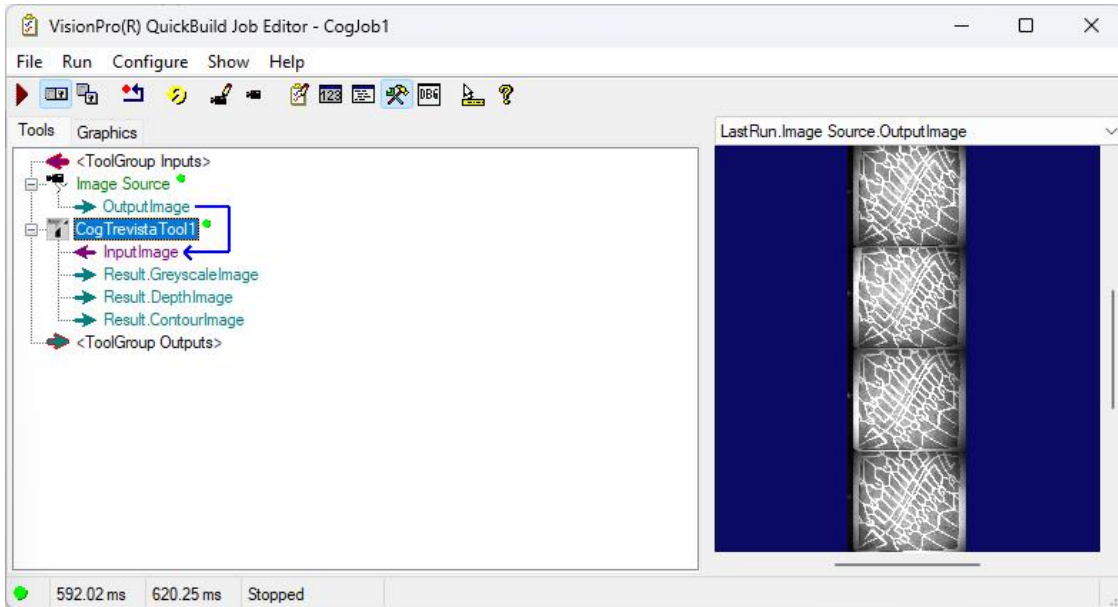 VisionPro(R) QuickBuild Job Editor - CogJob1
File Run Configure Show Help
123 DBG
Tools Graphics
LastRun.Image Source.OutputImage
<ToolGroup Inputs>
Image Source
OutputImage
CogTrevistaTool1
InputImage
Result.GreyscaleImage
Result.DepthImage
Result.ContourImage
<ToolGroup Outputs>
592.02 ms 620.25 ms Stopped